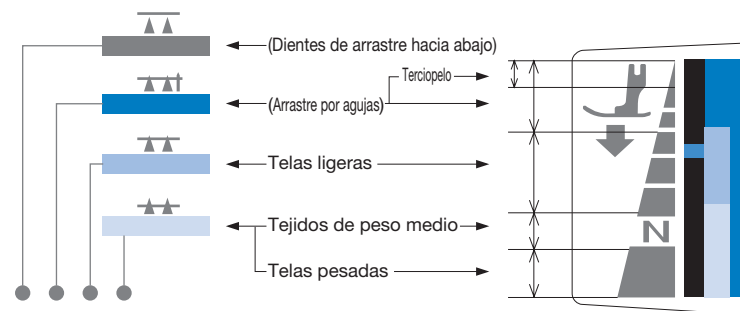 (Dientes de arrastre hacia abajo)
Terciopelo
(Arrastre por agujas)
Telas ligeras
Tejidos de peso medio
N
Telas pesadas